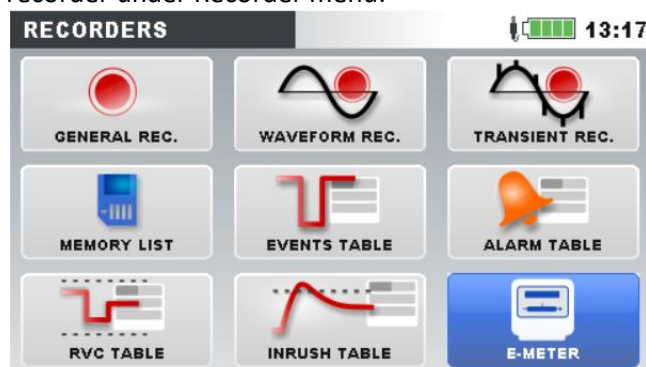 recorder under Recorder menu.
RECORDERS 13:17
GENERAL REC. WAVEFORM REC. TRANSIENT REC.
MEMORY LIST EVENTS TABLE ALARM TABLE
RVC TABLE INRUSH TABLE E-METER